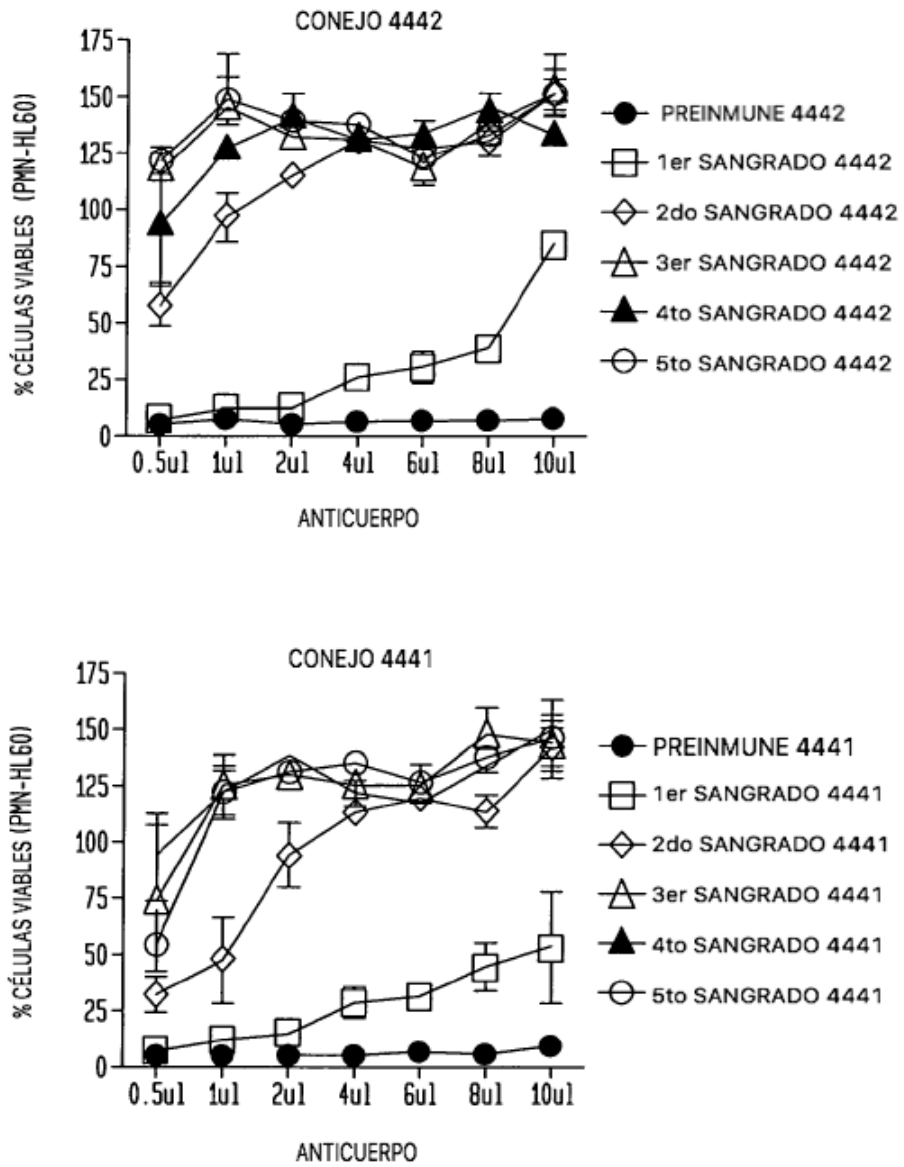 CONEJO 4442
175
150
125
100
75
50
25
0
% CÉLULAS VIABLES (PMN-HL60)
0.5ul 1ul 2ul 4ul 6ul 8ul 10ul
ANTICUERPO
PREINMUNE 4442
1er SANGRADO 4442
2do SANGRADO 4442
3er SANGRADO 4442
4to SANGRADO 4442
5to SANGRADO 4442
CONEJO 4441
175
150
125
100
75
50
25
0
% CÉLULAS VIABLES (PMN-HL60)
0.5ul 1ul 2ul 4ul 6ul 8ul 10ul
ANTICUERPO
PREINMUNE 4441
1er SANGRADO 4441
2do SANGRADO 4441
3er SANGRADO 4441
4to SANGRADO 4441
5to SANGRADO 4441